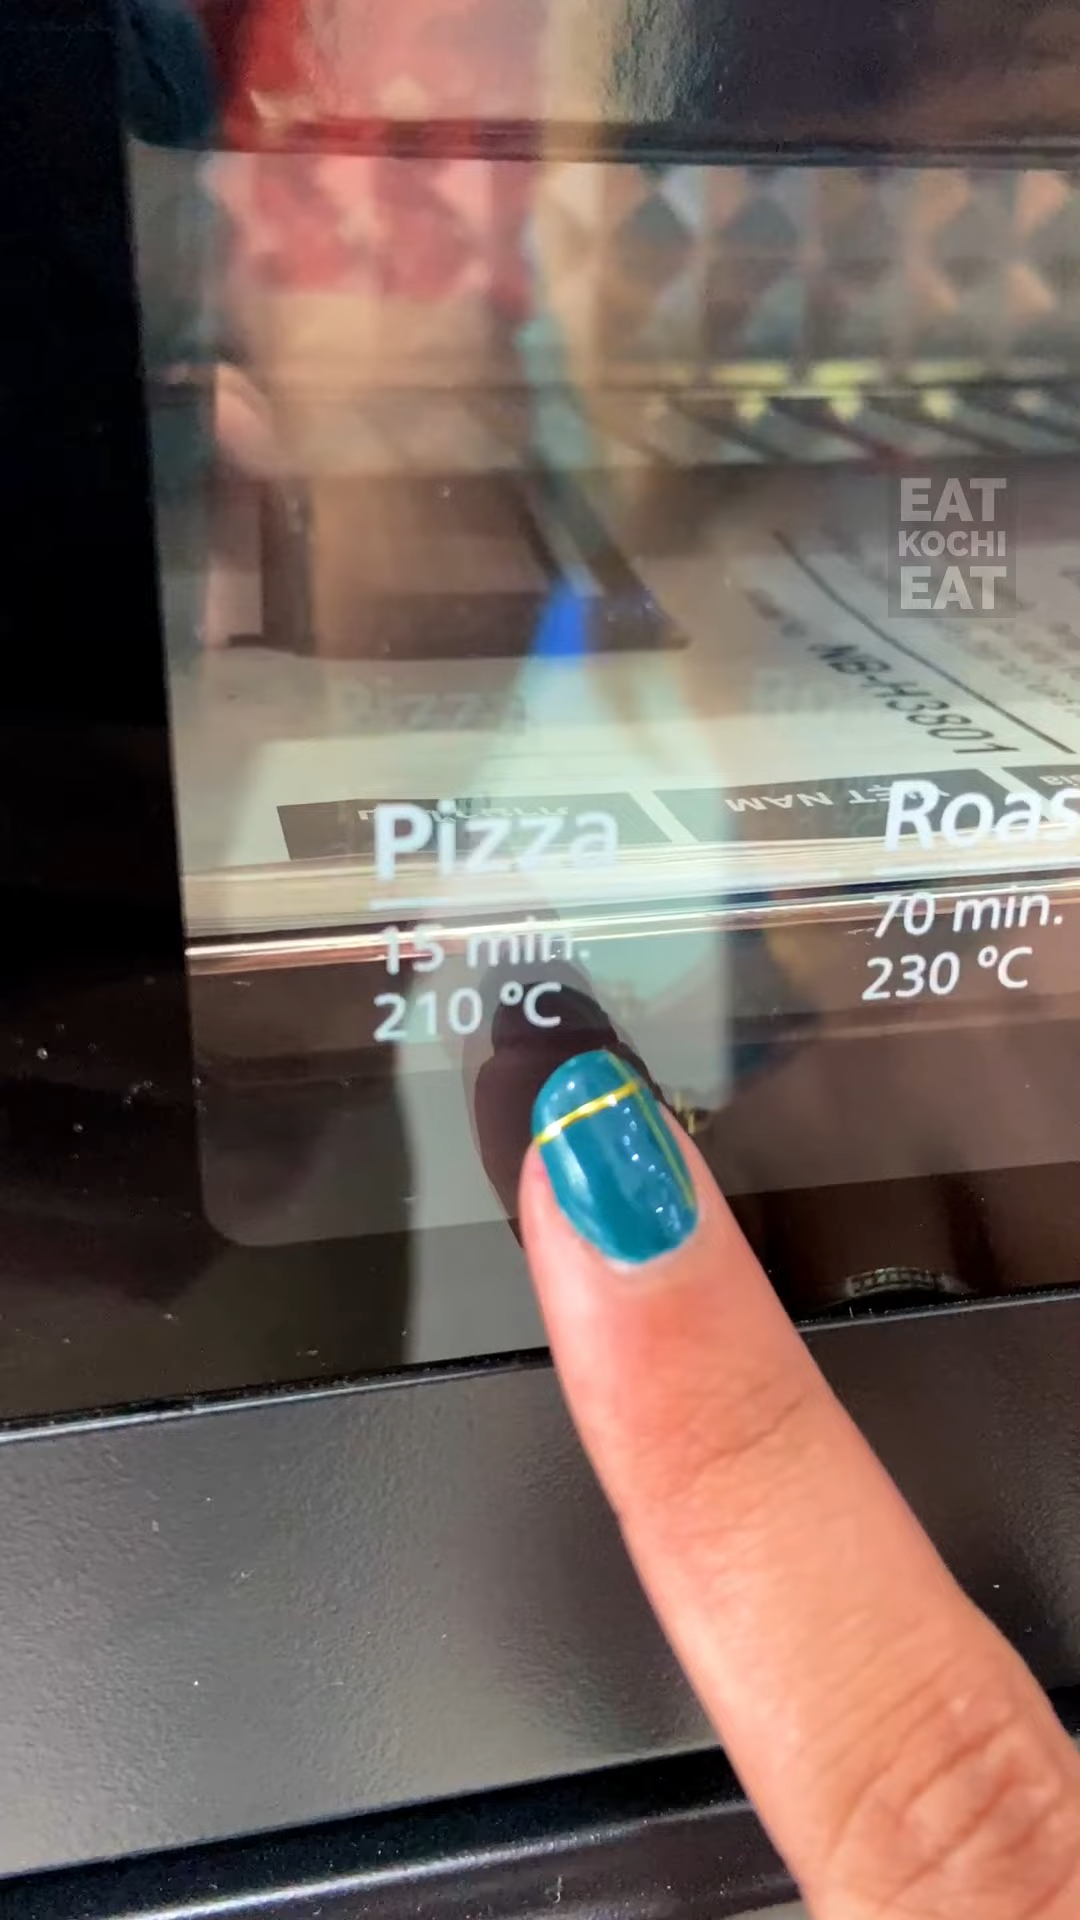 EAT
KOCHI
EAT
NB-H3801
VIỆT NAM
Pizza
15 min.
210 °C
Roas
70 min.
230 °C